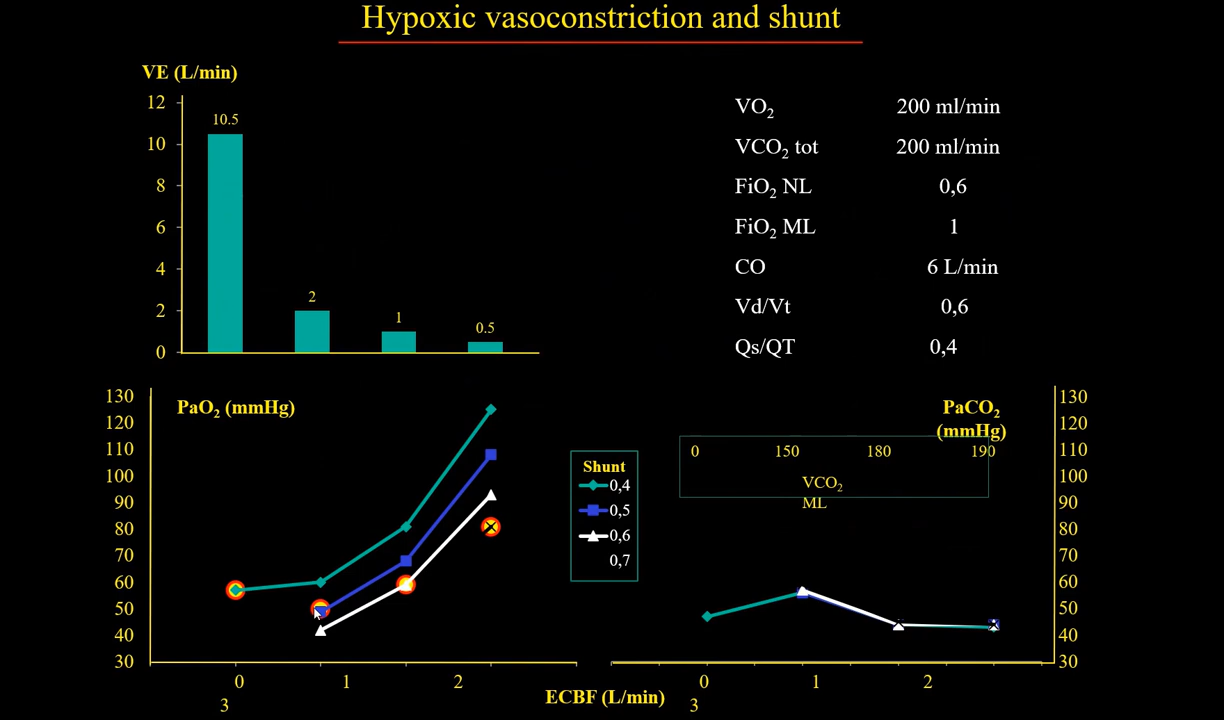 Hypoxic vasoconstriction and shunt
VE (L/min)
12
10
8
6
4
2
0
10.5
2
1
0.5
VO₂ 200 ml/min
VCO₂ tot 200 ml/min
FiO₂ NL 0,6
FiO₂ ML 1
CO 6 L/min
Vd/Vt 0,6
Qs/QT 0,4
PaO₂ (mmHg)
130
120
110
100
90
80
70
60
50
40
30
0 1 2
3
Shunt
0,4
0,5
0,6
0,7
ECBF (L/min)
PaCO₂
(mmHg)
0 150 180 190
VCO₂
ML
130
120
110
100
90
80
70
60
50
40
30
0 1 2
3